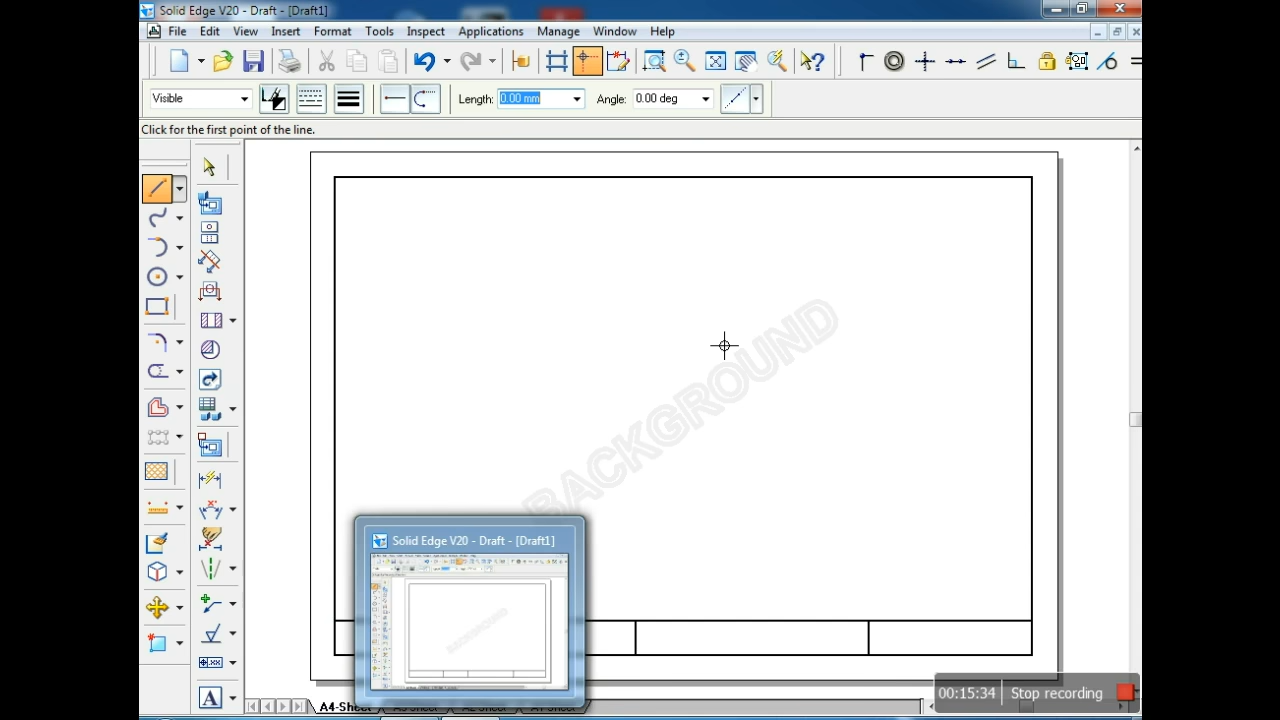 Solid Edge V20 - Draft - [Draft1]
File Edit View Insert Format Tools Inspect Applications Manage Window Help
Visible Length: 0.00 mm Angle: 0.00 deg
Click for the first point of the line.
BACKGROUND
Solid Edge V20 - Draft - [Draft1]
.xx
A
A4-Sheet
00:15:34 Stop recording